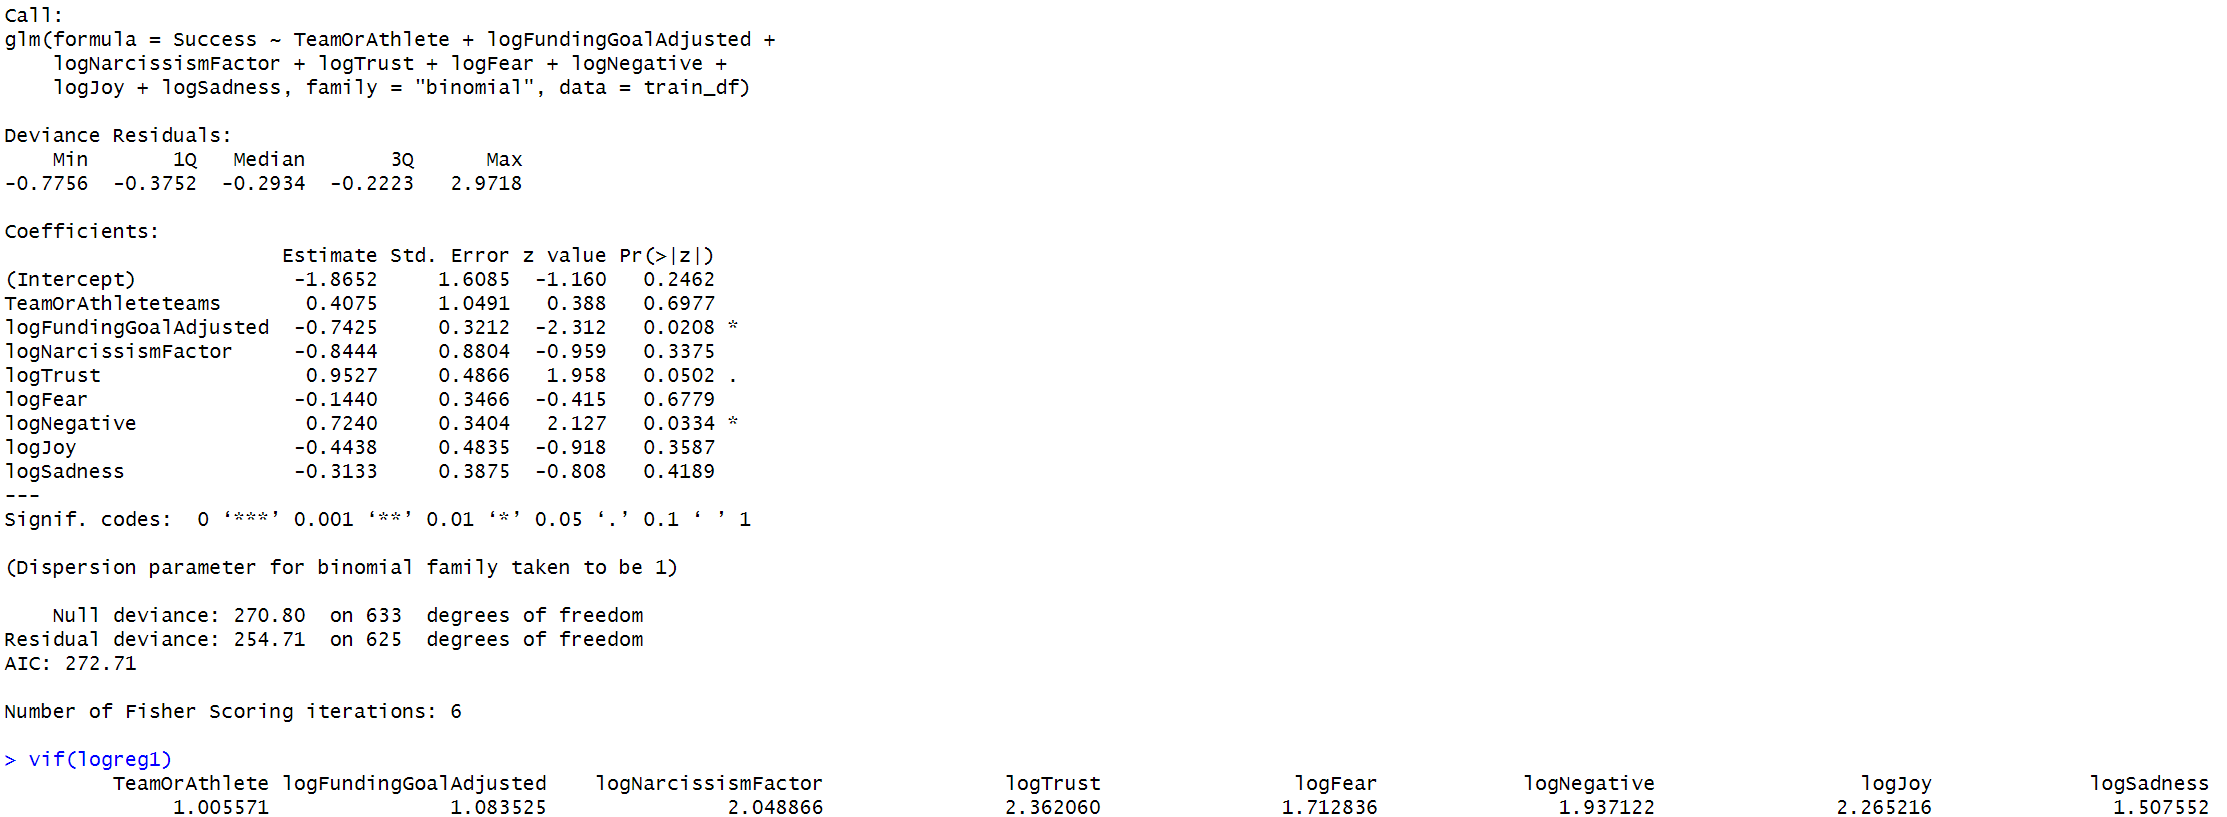 Call:
glm(formula = Success ~ TeamOrAthlete + logFundingGoalAdjusted +
    logNarcissismFactor + logTrust + logFear + logNegative +
    logJoy + logSadness, family = "binomial", data = train_df)

Deviance Residuals:
    Min       1Q   Median       3Q      Max
-0.7756  -0.3752  -0.2934  -0.2223   2.9718

Coefficients:
                       Estimate Std. Error z value Pr(>|z|)
(Intercept)             -1.8652     1.6085  -1.160   0.2462
TeamOrAthleteteams       0.4075     1.0491   0.388   0.6977
logFundingGoalAdjusted  -0.7425     0.3212  -2.312   0.0208 *
logNarcissismFactor     -0.8444     0.8804  -0.959   0.3375
logTrust                 0.9527     0.4866   1.958   0.0502 .
logFear                 -0.1440     0.3466  -0.415   0.6779
logNegative              0.7240     0.3404   2.127   0.0334 *
logJoy                  -0.4438     0.4835  -0.918   0.3587
logSadness              -0.3133     0.3875  -0.808   0.4189
---
Signif. codes:  0 ‘***’ 0.001 ‘**’ 0.01 ‘*’ 0.05 ‘.’ 0.1 ‘ ’ 1

(Dispersion parameter for binomial family taken to be 1)

    Null deviance: 270.80  on 633  degrees of freedom
Residual deviance: 254.71  on 625  degrees of freedom
AIC: 272.71

Number of Fisher Scoring iterations: 6

> vif(logreg1)
         TeamOrAthlete logFundingGoalAdjusted    logNarcissismFactor               logTrust                logFear            logNegative                 logJoy             logSadness
              1.005571               1.083525               2.048866               2.362060               1.712836               1.937122               2.265216               1.507552